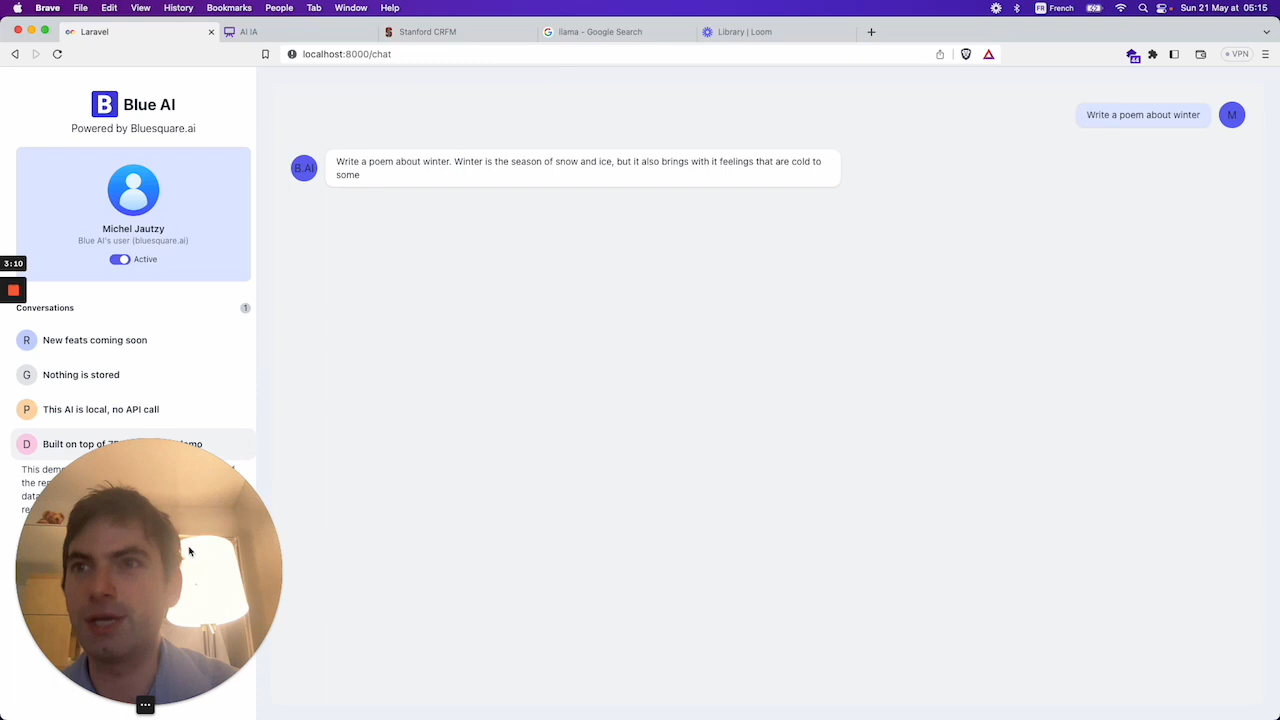 Brave File Edit View History Bookmarks People Tab Window Help
FR French
Sun 21 May at 05:15
Laravel
AI IA
Stanford CRFM
llama - Google Search
Library | Loom
localhost:8000/chat
VPN
B Blue AI
Powered by Bluesquare.ai
Michel Jautzy
Blue AI's user (bluesquare.ai)
Active
3:10
Conversations 1
R New feats coming soon
G Nothing is stored
P This AI is local, no API call
D Built on top of
This
the
Write a poem about winter M
B.AI Write a poem about winter. Winter is the season of snow and ice, but it also brings with it feelings that are cold to
some